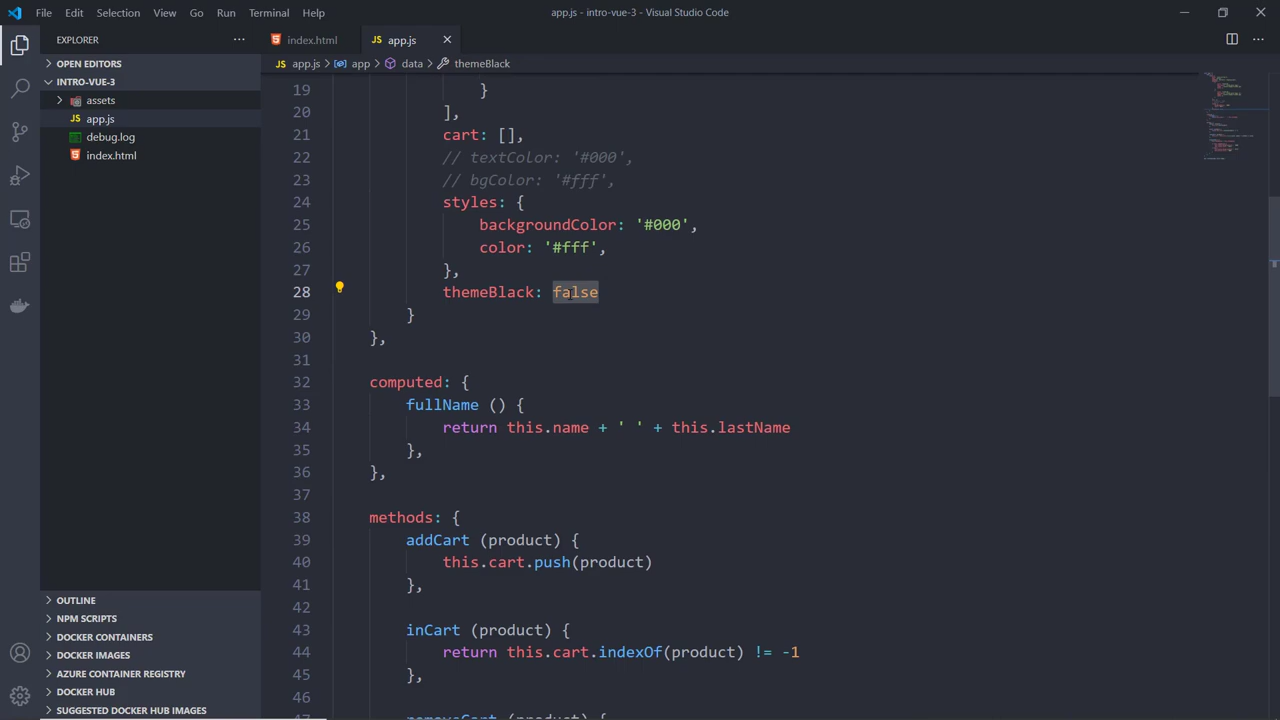 File Edit Selection View Go Run Terminal Help app.js - intro-vue-3 - Visual Studio Code
EXPLORER
OPEN EDITORS
INTRO-VUE-3
assets
JS app.js
debug.log
index.html
OUTLINE
NPM SCRIPTS
DOCKER CONTAINERS
DOCKER IMAGES
AZURE CONTAINER REGISTRY
DOCKER HUB
SUGGESTED DOCKER HUB IMAGES
index.html JS app.js
JS app.js > app > data > themeBlack
19 }
20 ],
21 cart: [],
22 // textColor: '#000',
23 // bgColor: '#fff',
24 styles: {
25 backgroundColor: '#000',
26 color: '#fff',
27 },
28 themeBlack: false
29 }
30 },
31
32 computed: {
33 fullName () {
34 return this.name + ' ' + this.lastName
35 },
36 },
37
38 methods: {
39 addCart (product) {
40 this.cart.push(product)
41 },
42
43 inCart (product) {
44 return this.cart.indexOf(product) != -1
45 },
46
47 removeCart (product) {